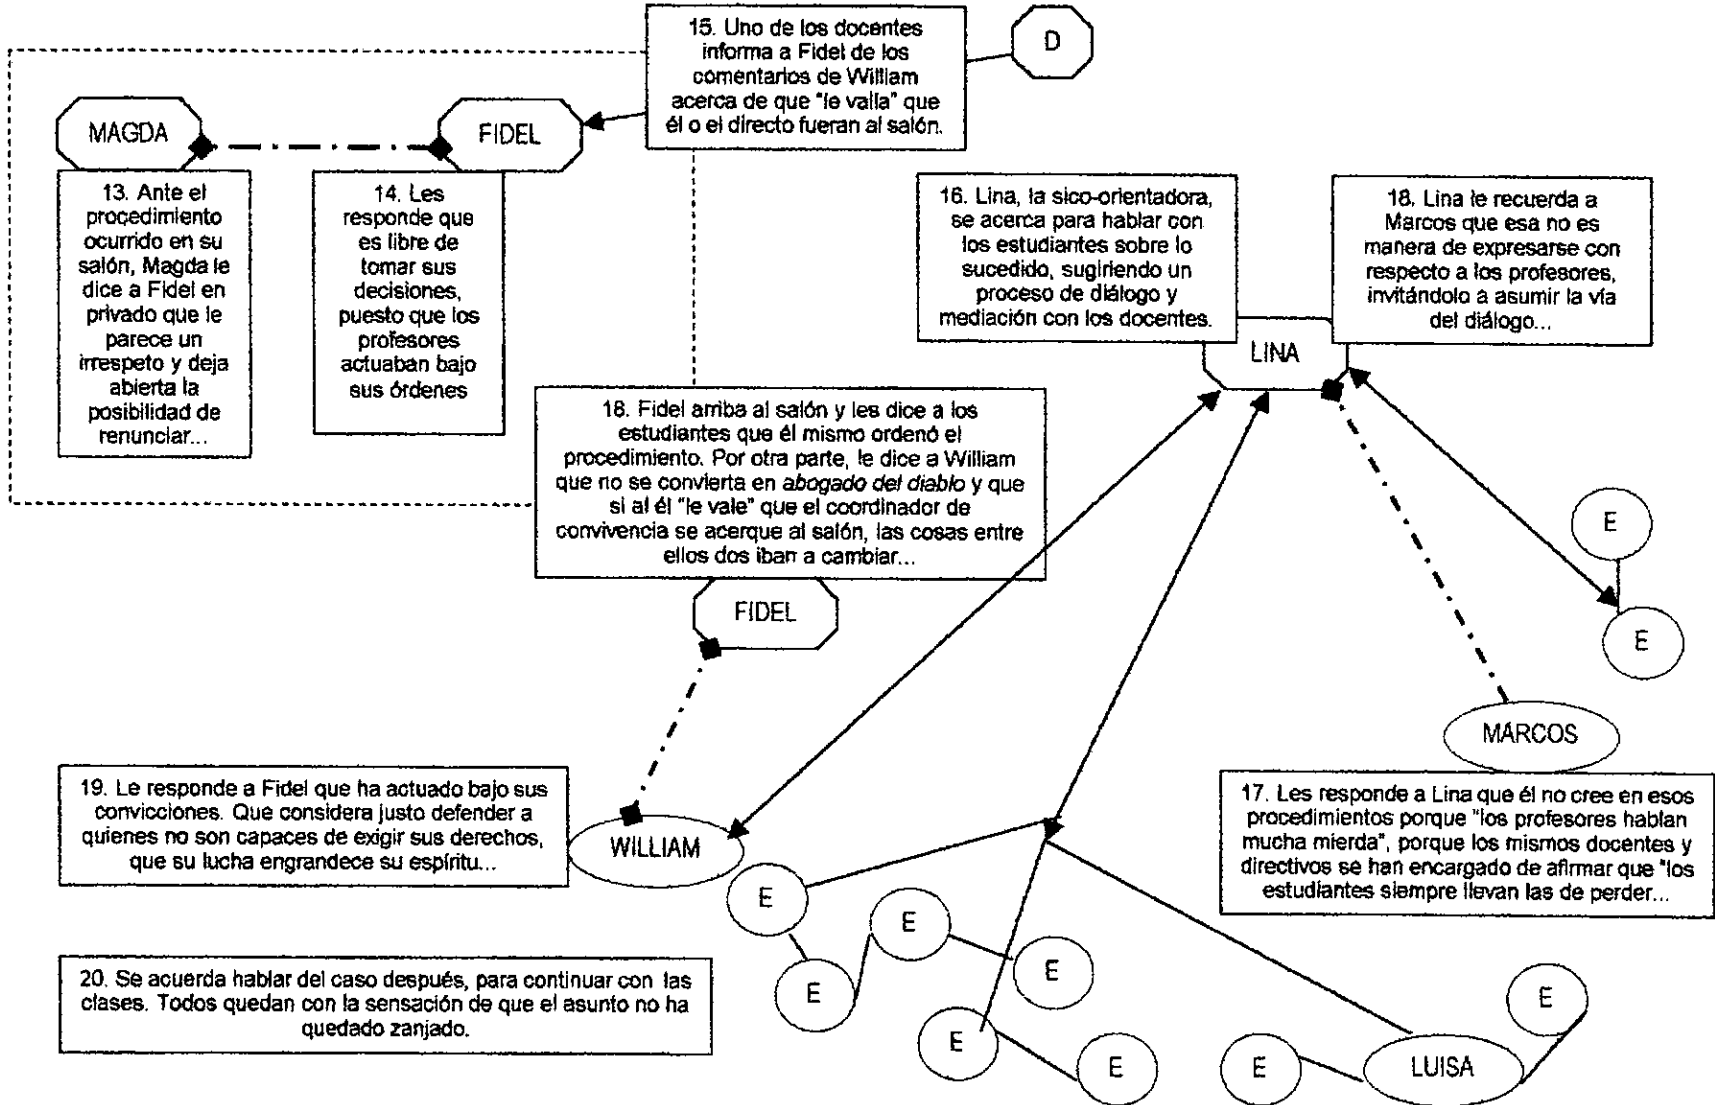 15. Uno de los docentes
informa a Fidel de los
comentarios de William
acerca de que "le valía" que
él o el directo fueran al salón.
D
MAGDA
FIDEL
13. Ante el
procedimiento
ocurrido en su
salón, Magda le
dice a Fidel en
privado que le
parece un
irrespeto y deja
abierta la
posibilidad de
renunciar...
14. Les
responde que
es libre de
tomar sus
decisiones,
puesto que los
profesores
actuaban bajo
sus órdenes
16. Lina, la sico-orientadora,
se acerca para hablar con
los estudiantes sobre lo
sucedido, sugiriendo un
proceso de diálogo y
mediación con los docentes.
18. Lina le recuerda a
Marcos que esa no es
manera de expresarse con
respecto a los profesores,
invitándolo a asumir la vía
del diálogo...
LINA
18. Fidel arriba al salón y les dice a los
estudiantes que él mismo ordenó el
procedimiento. Por otra parte, le dice a William
que no se convierta en abogado del diablo y que
si al él "le vale" que el coordinador de
convivencia se acerque al salón, las cosas entre
ellos dos iban a cambiar...
FIDEL
E
E
MARCOS
17. Les responde a Lina que él no cree en esos
procedimientos porque "los profesores hablan
mucha mierda", porque los mismos docentes y
directivos se han encargado de afirmar que "los
estudiantes siempre llevan las de perder...
19. Le responde a Fidel que ha actuado bajo sus
convicciones. Que considera justo defender a
quienes no son capaces de exigir sus derechos,
que su lucha engrandece su espíritu...
WILLIAM
E
E
E
E
E
E
E
LUISA
E
20. Se acuerda hablar del caso después, para continuar con las
clases. Todos quedan con la sensación de que el asunto no ha
quedado zanjado.